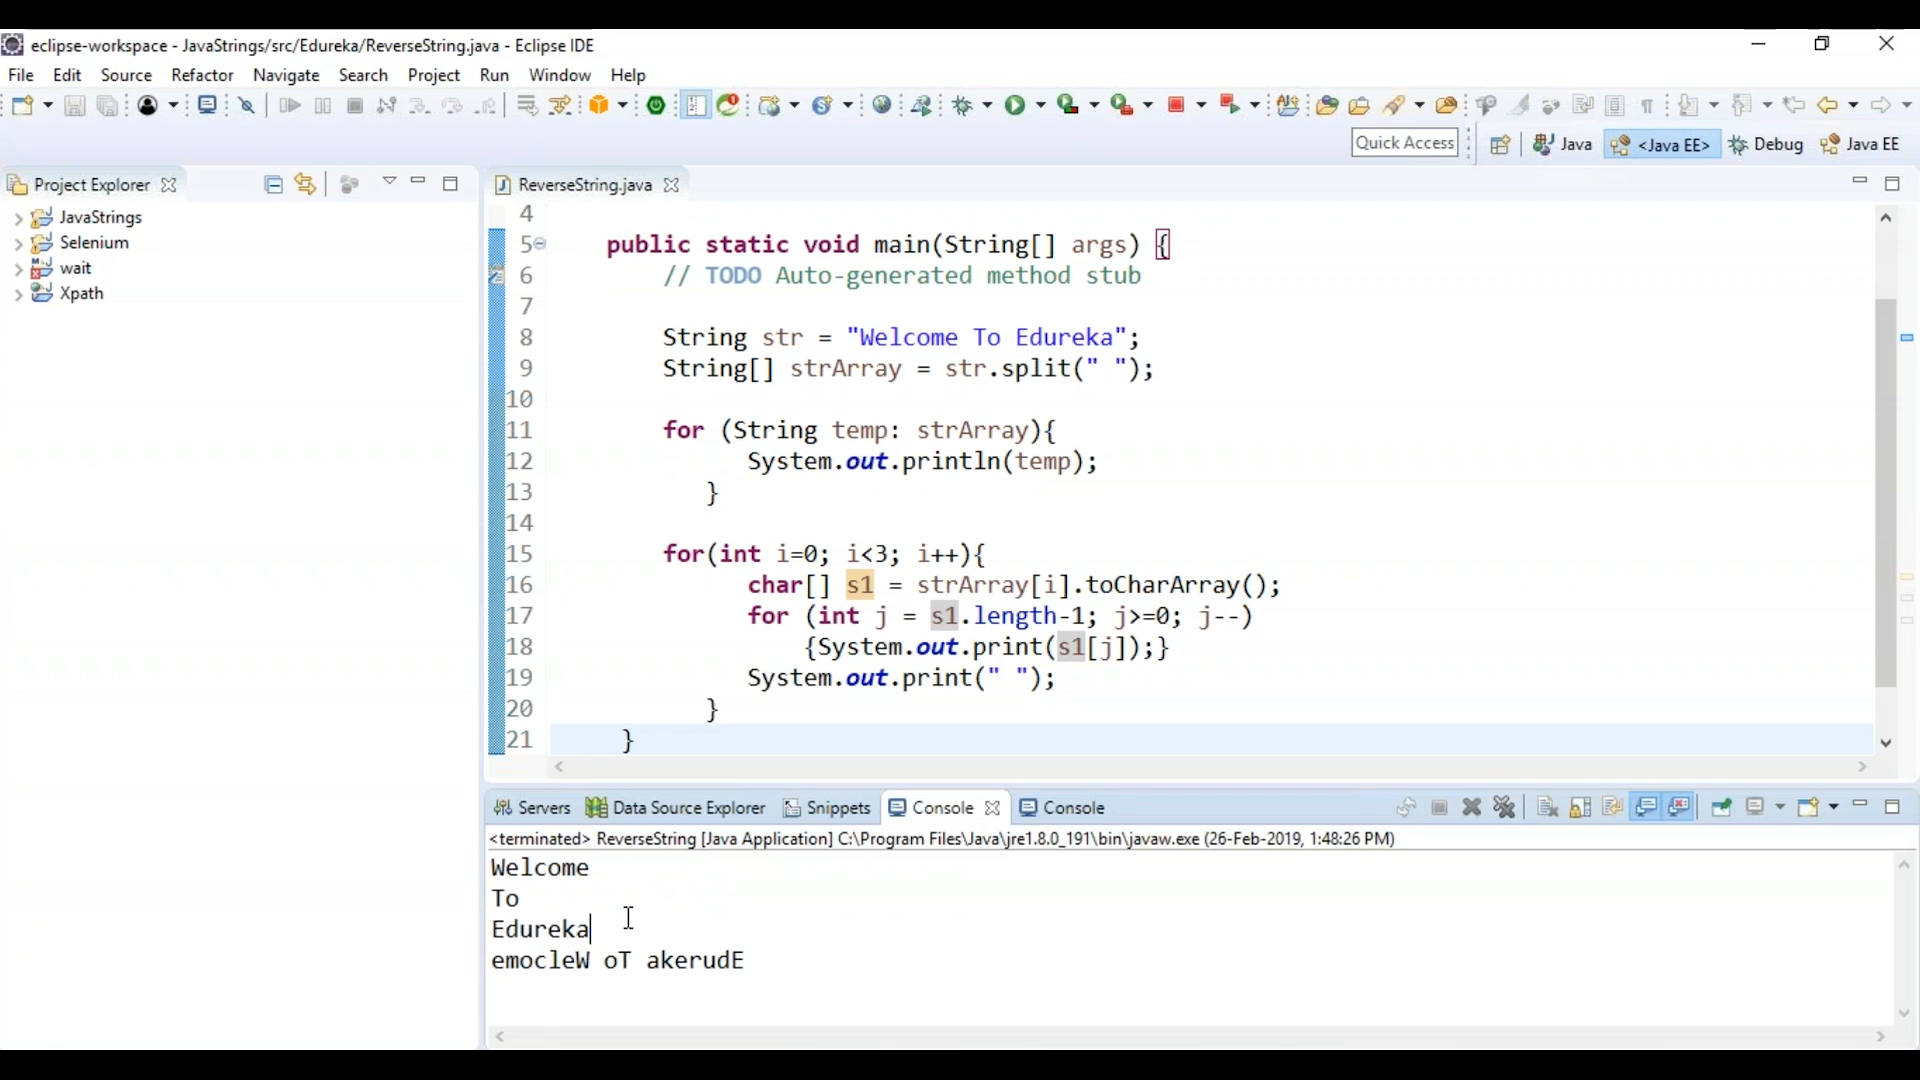 eclipse-workspace - JavaStrings/src/Edureka/ReverseString.java - Eclipse IDE
File Edit Source Refactor Navigate Search Project Run Window Help
Quick Access Java <Java EE> Debug Java EE
Project Explorer
JavaStrings
Selenium
wait
Xpath
ReverseString.java
4
5 public static void main(String[] args) {
6 // TODO Auto-generated method stub
7
8 String str = "Welcome To Edureka";
9 String[] strArray = str.split(" ");
10
11 for (String temp: strArray){
12 System.out.println(temp);
13 }
14
15 for(int i=0; i<3; i++){
16 char[] s1 = strArray[i].toCharArray();
17 for (int j = s1.length-1; j>=0; j--)
18 {System.out.print(s1[j]);}
19 System.out.print(" ");
20 }
21 }
Servers Data Source Explorer Snippets Console Console
<terminated> ReverseString [Java Application] C:\Program Files\Java\jre1.8.0_191\bin\javaw.exe (26-Feb-2019, 1:48:26 PM)
Welcome
To
Edureka
emocleW oT akerudE